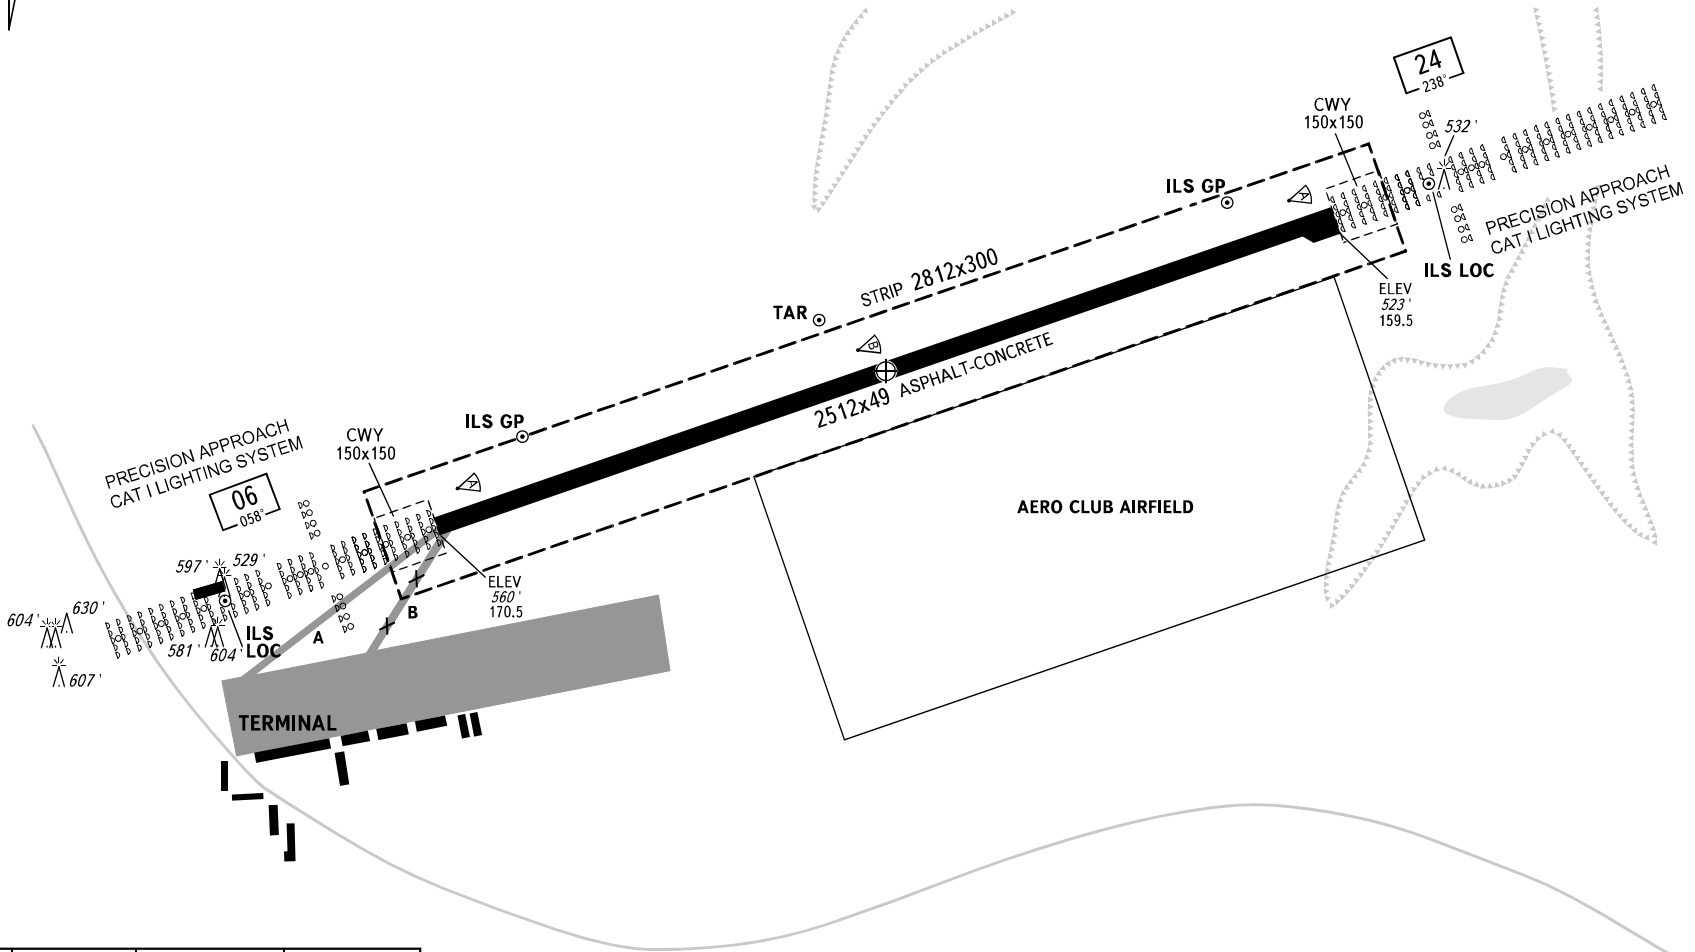 24
238°
CWY
150x150
532 '
ILS GP
A
PRECISION APPROACH
CAT I LIGHTING SYSTEM
ILS LOC
ELEV
523 '
159.5
STRIP 2812x300
TAR
B
2512x49 ASPHALT-CONCRETE
ILS GP
CWY
150x150
A
PRECISION APPROACH
CAT I LIGHTING SYSTEM
06
058°
AERO CLUB AIRFIELD
597 '
529 '
ELEV
560 '
170.5
604 '
630 '
581 '
604 '
607 '
ILS
LOC
A
B
TERMINAL